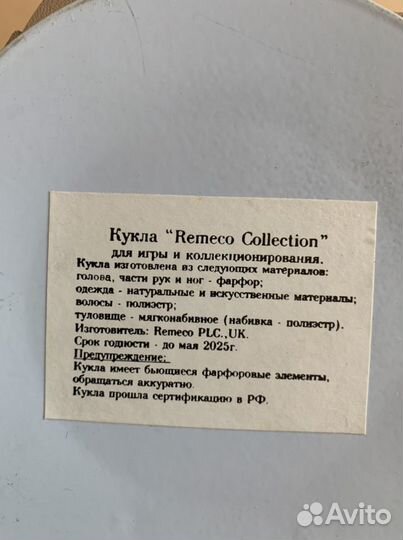 Кукла "Remeco Collection"
для игры и коллекционирования.
Кукла изготовлена из следующих материалов:
голова, части рук и ног - фарфор;
одежда - натуральные и искуственные материалы;
волосы - полиэстр;
туловище - мягконабивное (набивка - полиэстр).
Изготовитель: Remeco PLC.,UK.
Срок годности - до мая 2025г.
Предупреждение:
Кукла имеет бьющиеся фарфоровые элементы,
обращаться аккуратно.
Кукла прошла сертификацию в РФ.
Avito